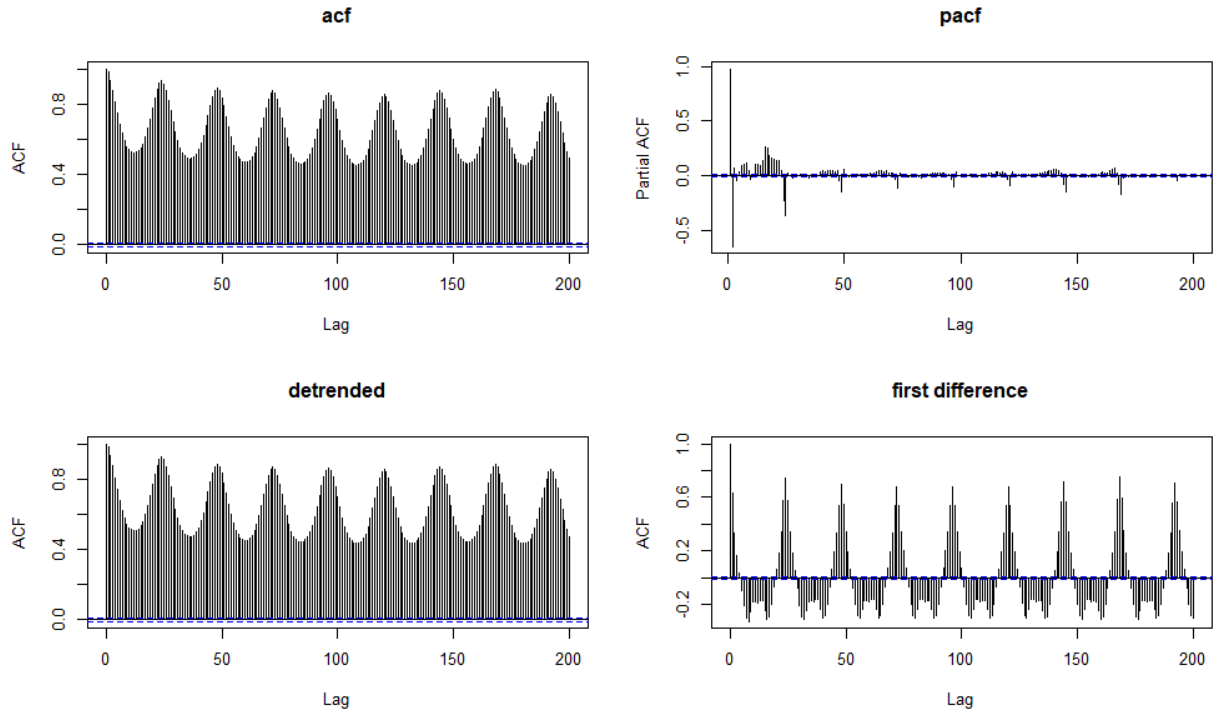 acf
ACF
0.0 0.4 0.8
0 50 100 150 200
Lag
pacf
Partial ACF
-0.5 0.0 0.5 1.0
0 50 100 150 200
Lag
detrended
ACF
0.0 0.4 0.8
0 50 100 150 200
Lag
first difference
ACF
-0.2 0.2 0.6 1.0
0 50 100 150 200
Lag